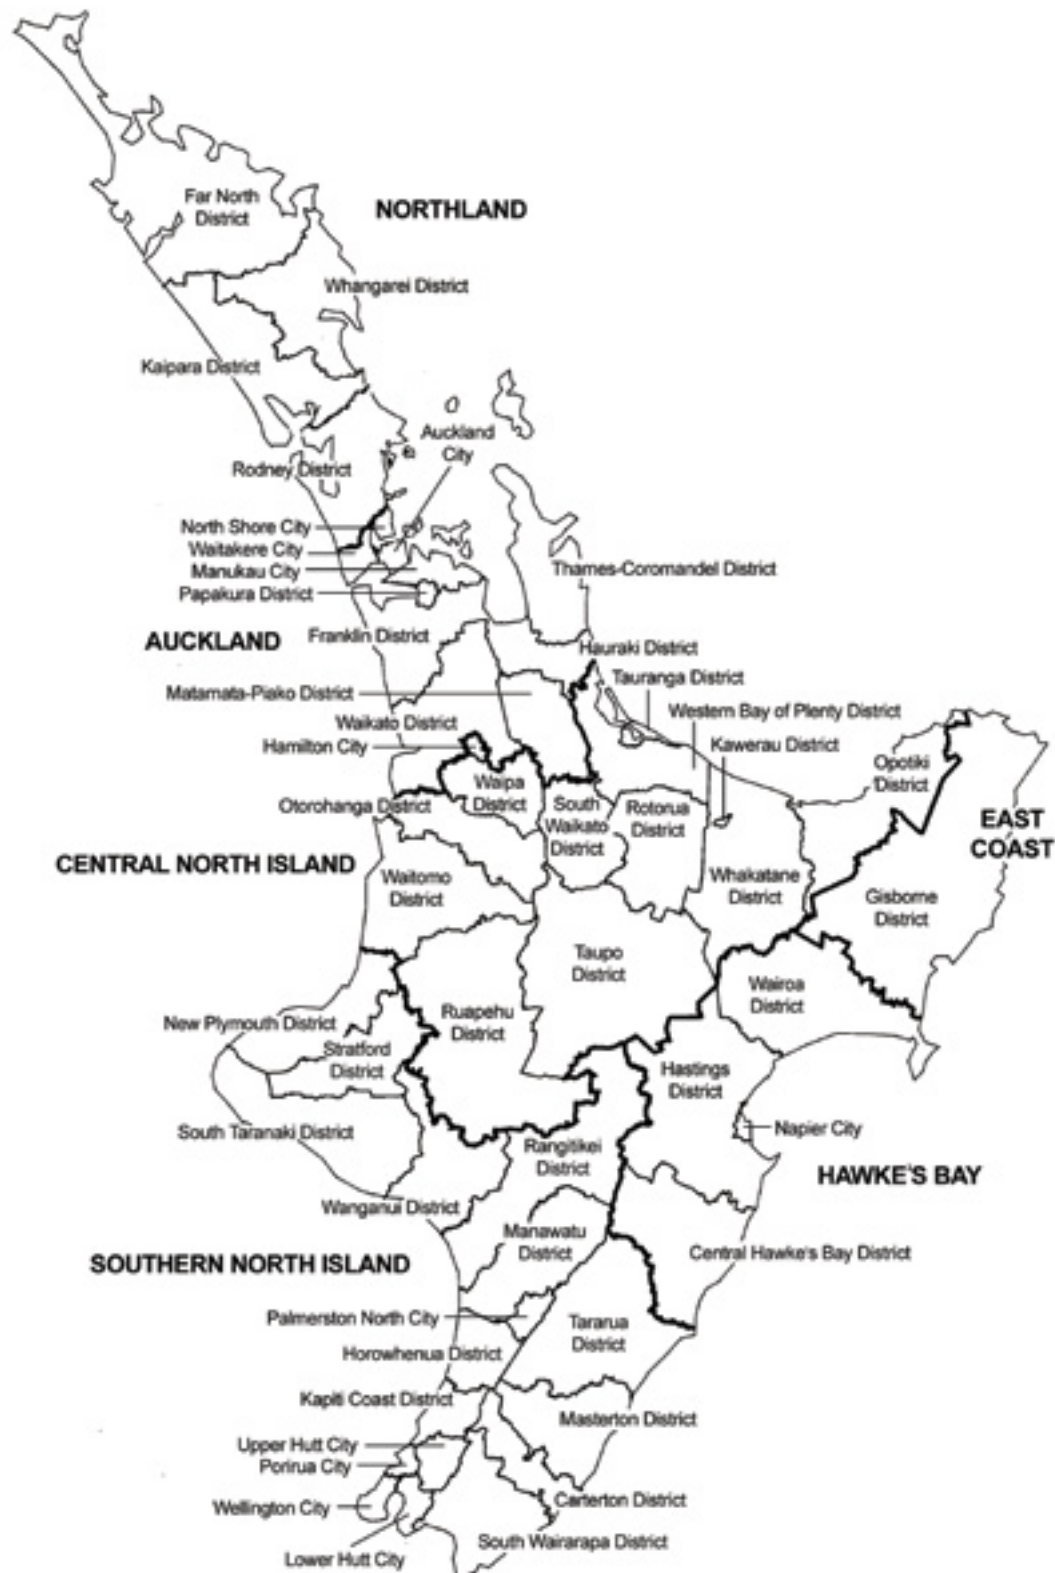 Far North
District
NORTHLAND
Whangarei District
Kaipara District
Auckland
City
Rodney District
North Shore City
Waitakere City
Manukau City
Papakura District
Thames-Coromandel District
AUCKLAND
Franklin District
Hauraki District
Tauranga District
Matamata-Piako District
Western Bay of Plenty District
Waikato District
Hamilton City
Kawerau District
Opotiki
District
Waipa
District
South
Waikato
District
Rotorua
District
Otorohanga District
EAST
COAST
CENTRAL NORTH ISLAND
Waitomo
District
Whakatane
District
Gisborne
District
Taupo
District
Wairoa
District
New Plymouth District
Ruapehu
District
Stratford
District
Hastings
District
South Taranaki District
Napier City
Rangitikei
District
HAWKE'S BAY
Wanganui District
Manawatu
District
Central Hawke's Bay District
SOUTHERN NORTH ISLAND
Palmerston North City
Tararua
District
Horowhenua District
Kapiti Coast District
Masterton District
Upper Hutt City
Porirua City
Carterton District
Wellington City
South Wairarapa District
Lower Hutt City